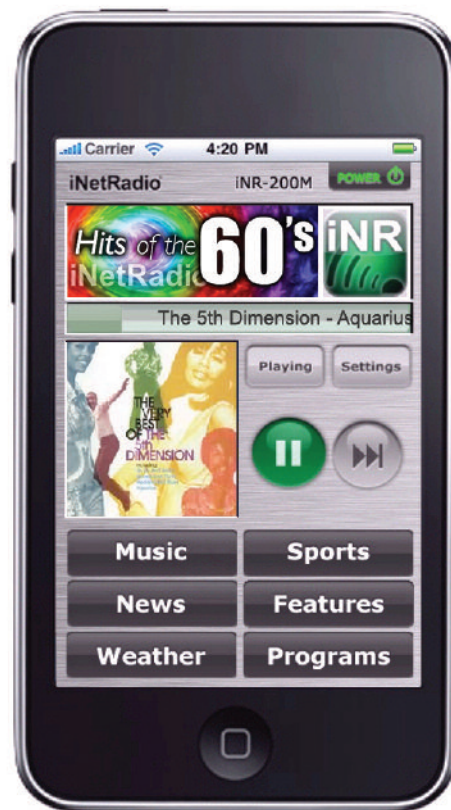 Carrier 4:20 PM
iNetRadio iNR-200M POWER
Hits of the 60's iNR
iNetRadio
The 5th Dimension - Aquarius
Playing Settings
THE
VERY
BEST
OF THE
5th
DIMENSION
Music Sports
News Features
Weather Programs